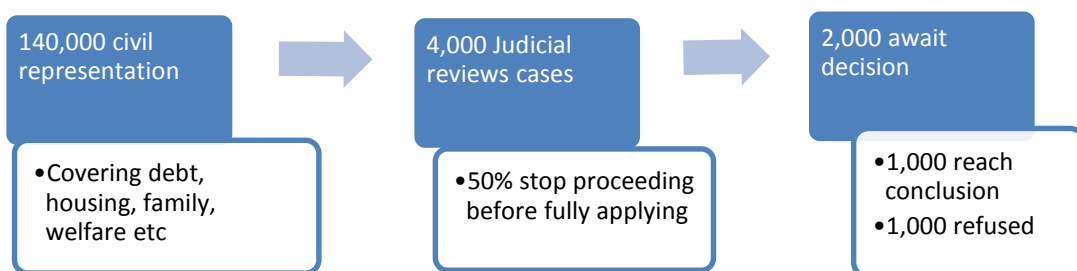 140,000 civil
representation
•Covering debt,
housing, family,
welfare etc
4,000 Judicial
reviews cases
•50% stop proceeding
before fully applying
2,000 await
decision
•1,000 reach
conclusion
•1,000 refused